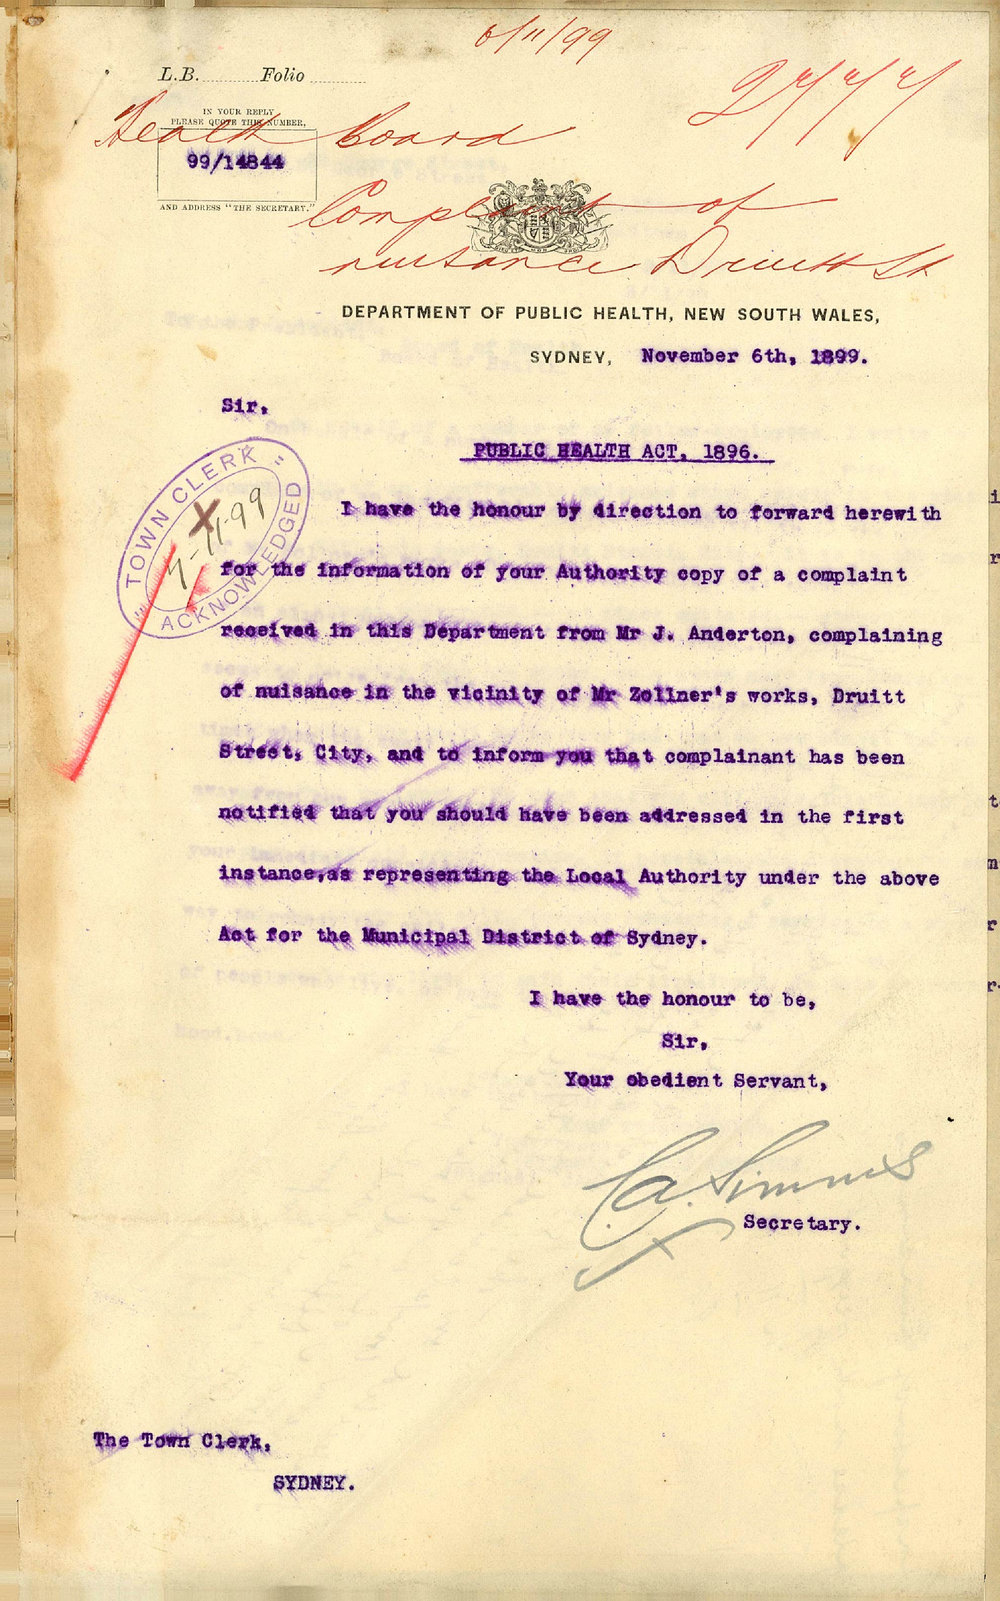 6/11/99
L.B. ........ Folio ........
IN YOUR REPLY
PLEASE QUOTE THIS NUMBER,
Health Board
99/14844
AND ADDRESS "THE SECRETARY."
Complaint of
nuisance Druitt St
DEPARTMENT OF PUBLIC HEALTH, NEW SOUTH WALES,
SYDNEY, November 6th, 1899.
Sir,
PUBLIC HEALTH ACT, 1896.
TOWN CLERK
7-11-99
ACKNOWLEDGED
I have the honour by direction to forward herewith
for the information of your Authority copy of a complaint
received in this Department from Mr J. Anderton, complaining
of nuisance in the vicinity of Mr Zollner's works, Druitt
Street, City, and to inform you that complainant has been
notified that you should have been addressed in the first
instance,as representing the Local Authority under the above
Act for the Municipal District of Sydney.
I have the honour to be,
Sir,
Your obedient Servant,
C.A. Simms
Secretary.
The Town Clerk,
SYDNEY.